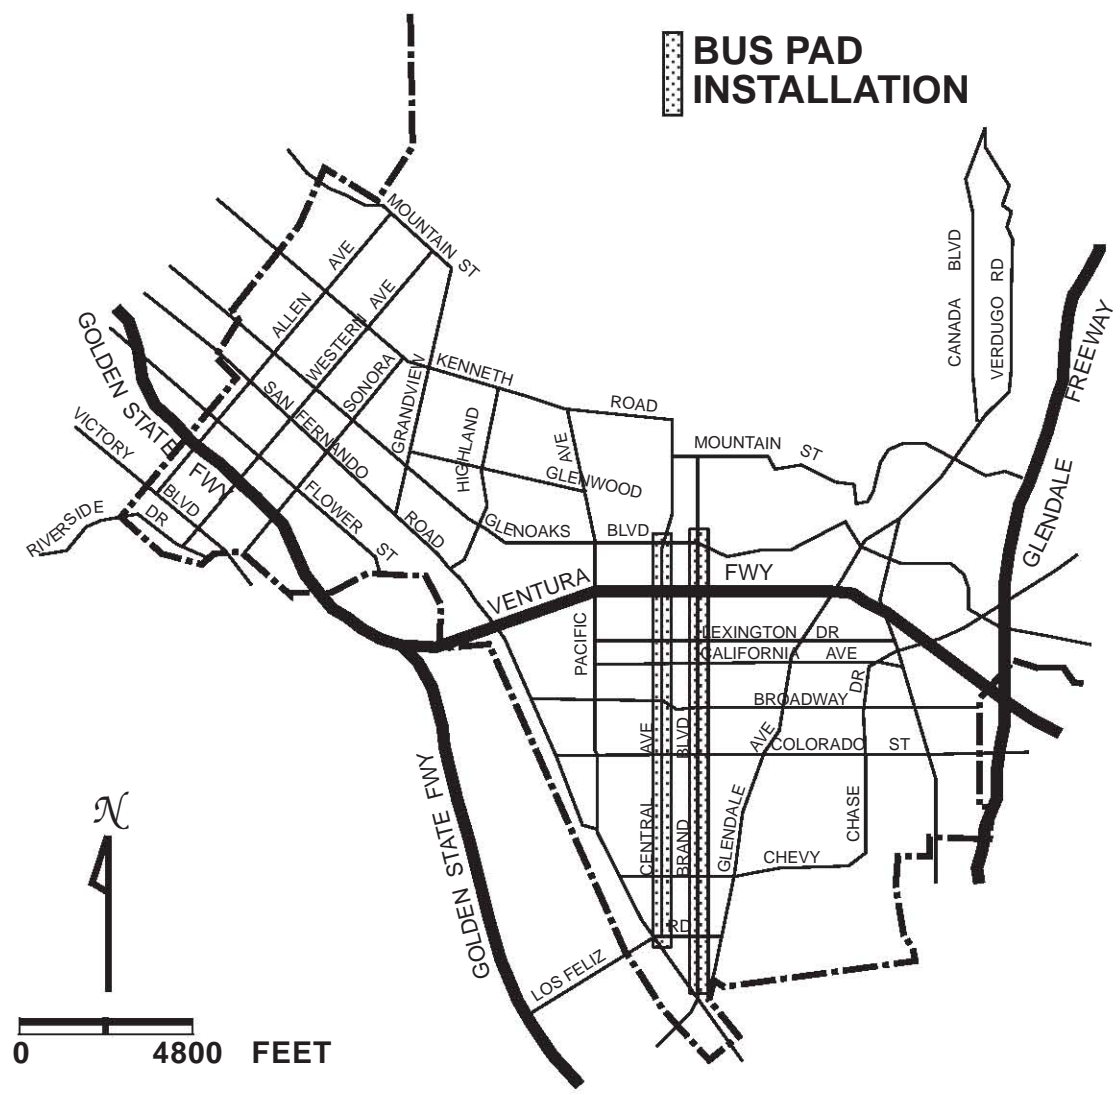 BUS PAD
INSTALLATION
MOUNTAIN ST
ALLEN AVE
WESTERN AVE
SONORA
GRANDVIEW
KENNETH ROAD
HIGHLAND
AVE
GLENWOOD
MOUNTAIN ST
CANADA BLVD
VERDUGO RD
GLENDALE FREEWAY
GOLDEN STATE FWY
VICTORY BLVD
RIVERSIDE DR
SAN FERNANDO ROAD
FLOWER ST
GLENOAKS BLVD
VENTURA FWY
PACIFIC
LEXINGTON DR
CALIFORNIA AVE
BROADWAY
COLORADO ST
CENTRAL AVE
BRAND BLVD
GLENDALE AVE
CHEVY CHASE DR
LOS FELIZ RD
GOLDEN STATE FWY
N
0 4800 FEET